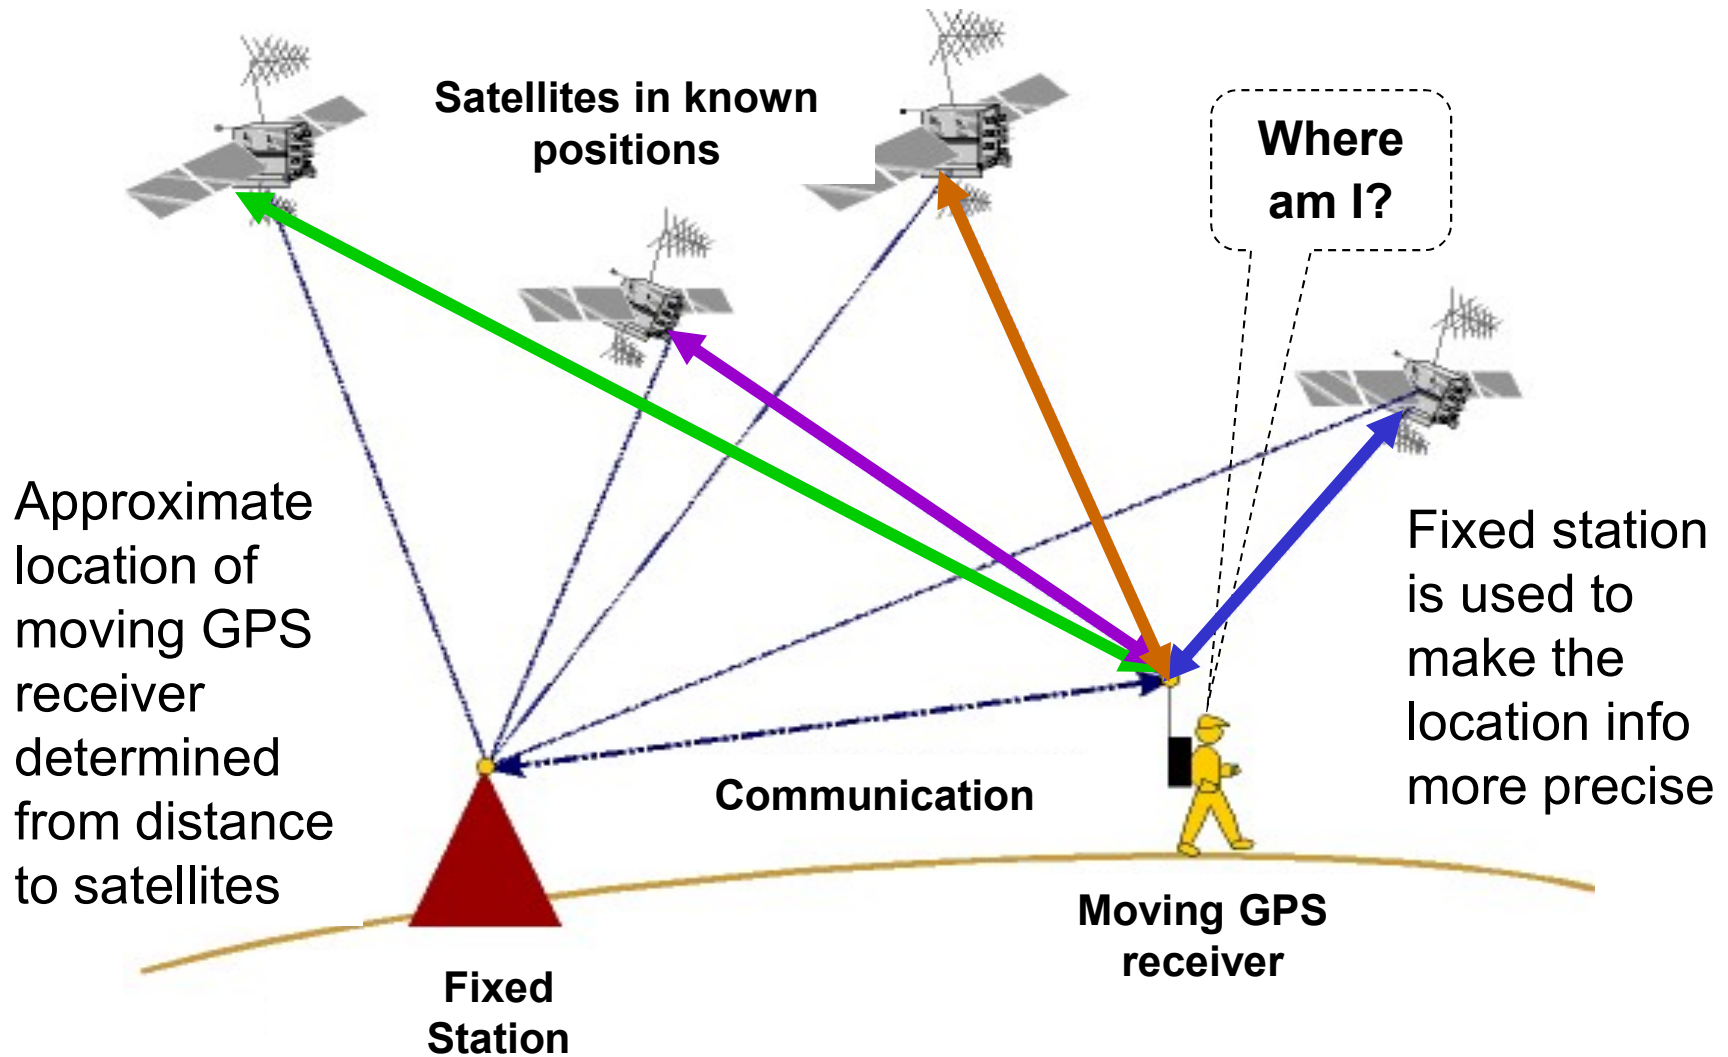 Satellites in known
positions
Where
am I?
Approximate
location of
moving GPS
receiver
determined
from distance
to satellites
Fixed station
is used to
make the
location info
more precise
Communication
Moving GPS
receiver
Fixed
Station